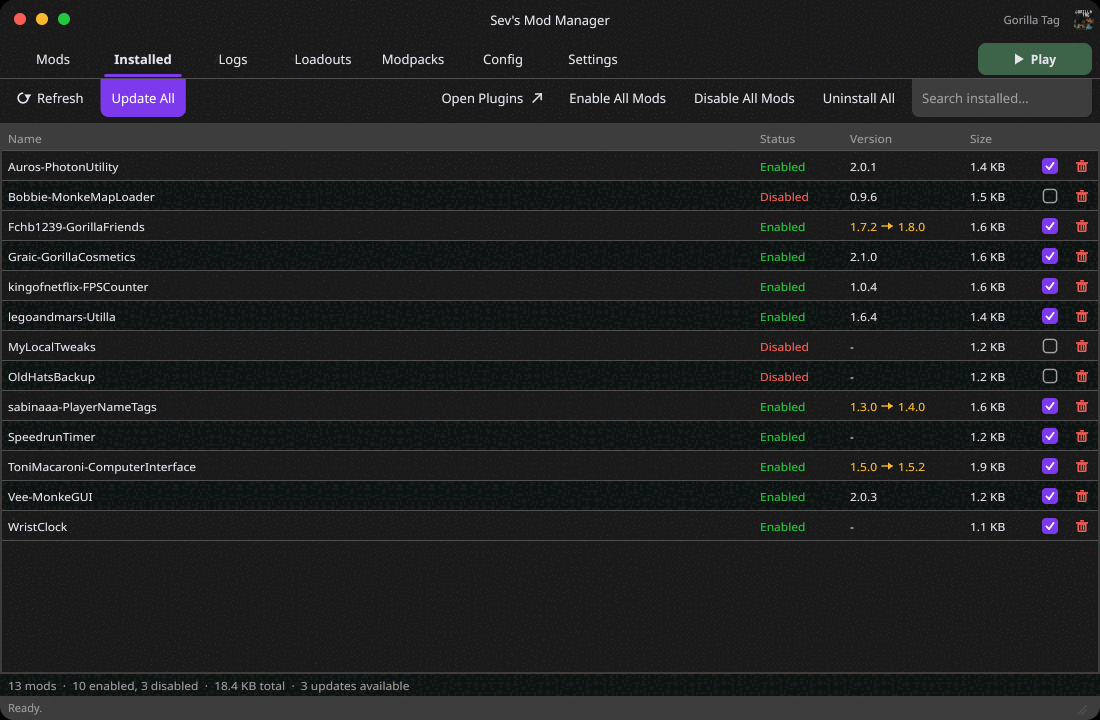 Sev's Mod Manager
Gorilla Tag
Mods Installed Logs Loadouts Modpacks Config Settings Play
Refresh Update All Open Plugins Enable All Mods Disable All Mods Uninstall All Search installed...
Name Status Version Size
Auros-PhotonUtility Enabled 2.0.1 1.4 KB
Bobbie-MonkeMapLoader Disabled 0.9.6 1.5 KB
Fchb1239-GorillaFriends Enabled 1.7.2 → 1.8.0 1.6 KB
Graic-GorillaCosmetics Enabled 2.1.0 1.6 KB
kingofnetflix-FPSCounter Enabled 1.0.4 1.6 KB
legoandmars-Utilla Enabled 1.6.4 1.4 KB
MyLocalTweaks Disabled - 1.2 KB
OldHatsBackup Disabled - 1.2 KB
sabinaaa-PlayerNameTags Enabled 1.3.0 → 1.4.0 1.6 KB
SpeedrunTimer Enabled - 1.2 KB
ToniMacaroni-ComputerInterface Enabled 1.5.0 → 1.5.2 1.9 KB
Vee-MonkeGUI Enabled 2.0.3 1.2 KB
WristClock Enabled - 1.1 KB
13 mods · 10 enabled, 3 disabled · 18.4 KB total · 3 updates available
Ready.